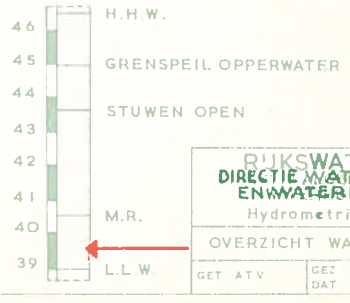 H.H.W.
46
45
GRENSPEIL OPPERWATER
44
STUWEN OPEN
43
42
41
M.R.
40
39
L.L.W.
DIRECTIE
Hydrometri
OVERZICHT WA
GET. ATV.
GEZ
DAT